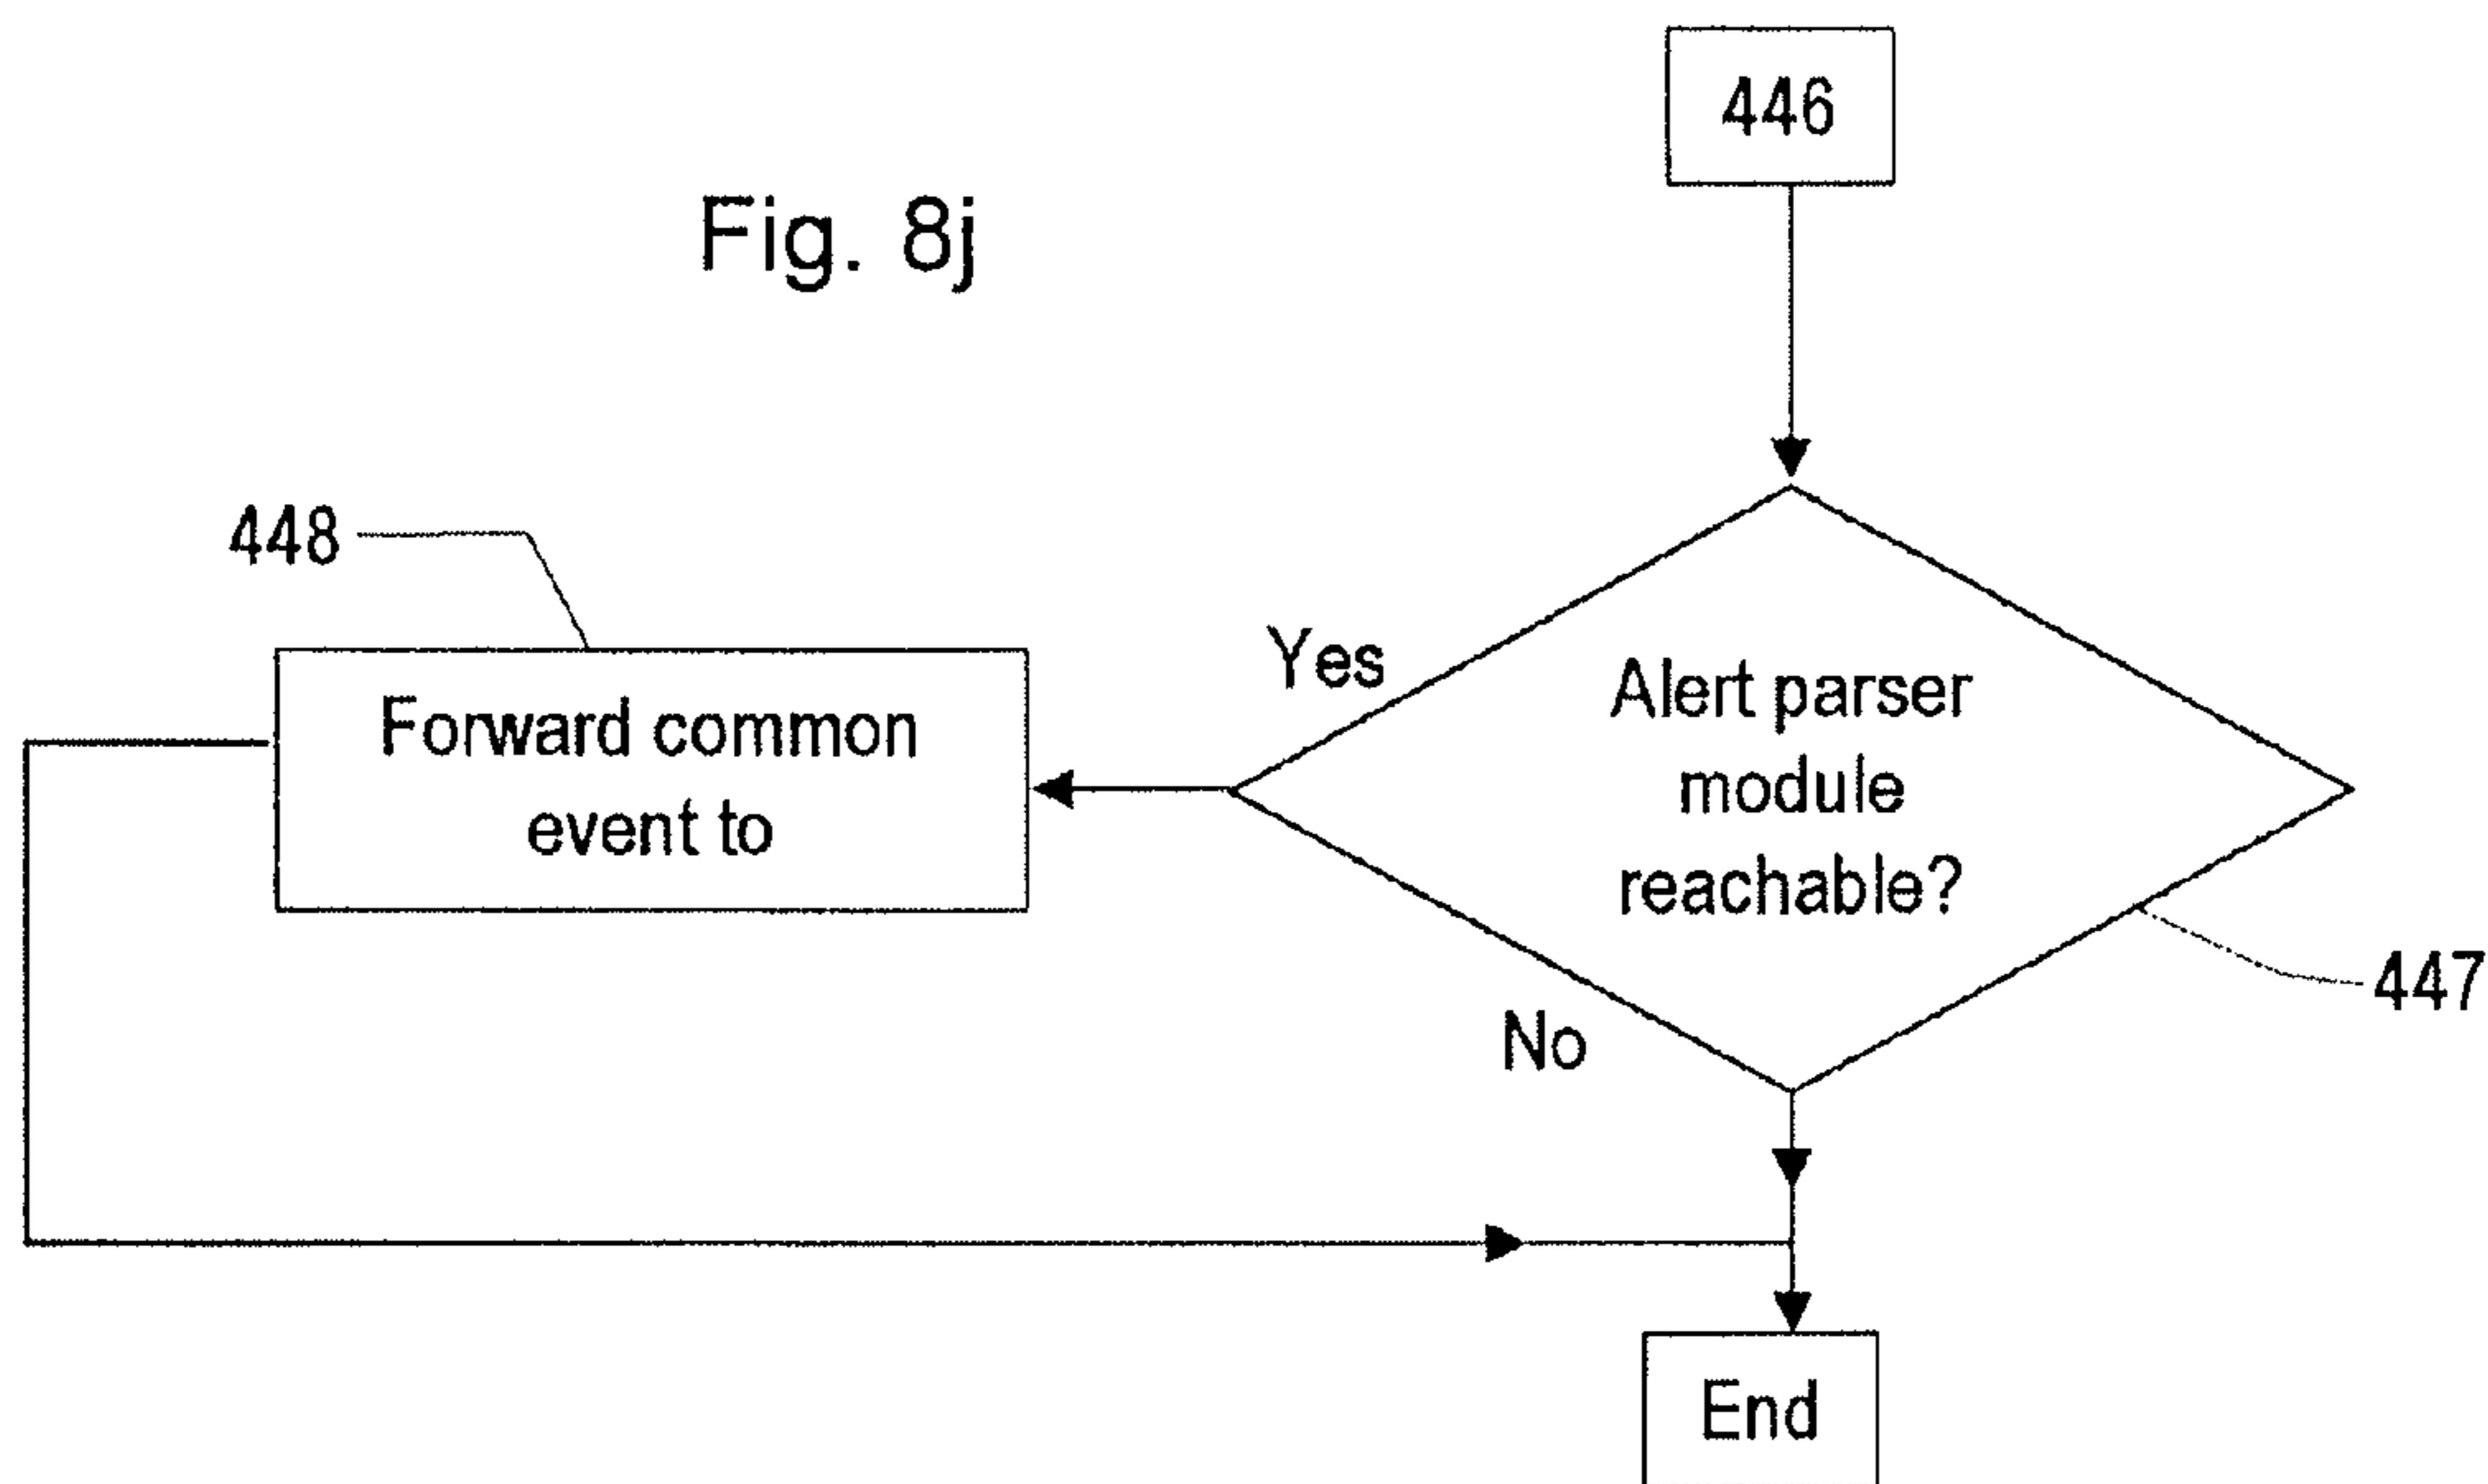 446
Fig. 8j
448
Yes
Forward common
event to
Alert parser
module
reachable?
447
No
End